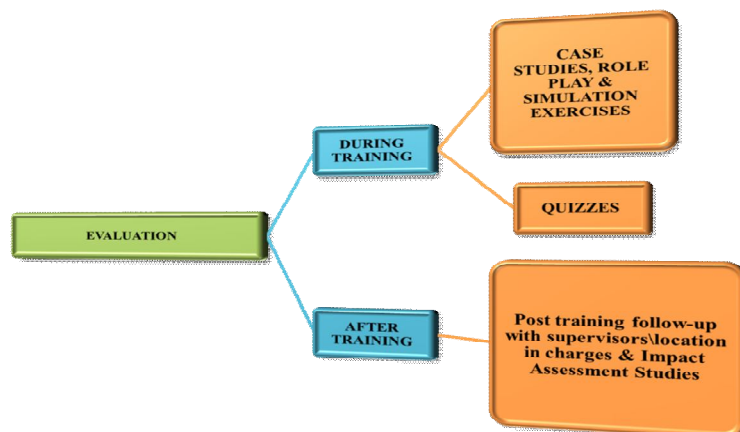 EVALUATION
DURING
TRAINING
CASE
STUDIES, ROLE
PLAY &
SIMULATION
EXERCISES
QUIZZES
AFTER
TRAINING
Post training follow-up
with supervisors\location
in charges & Impact
Assessment Studies